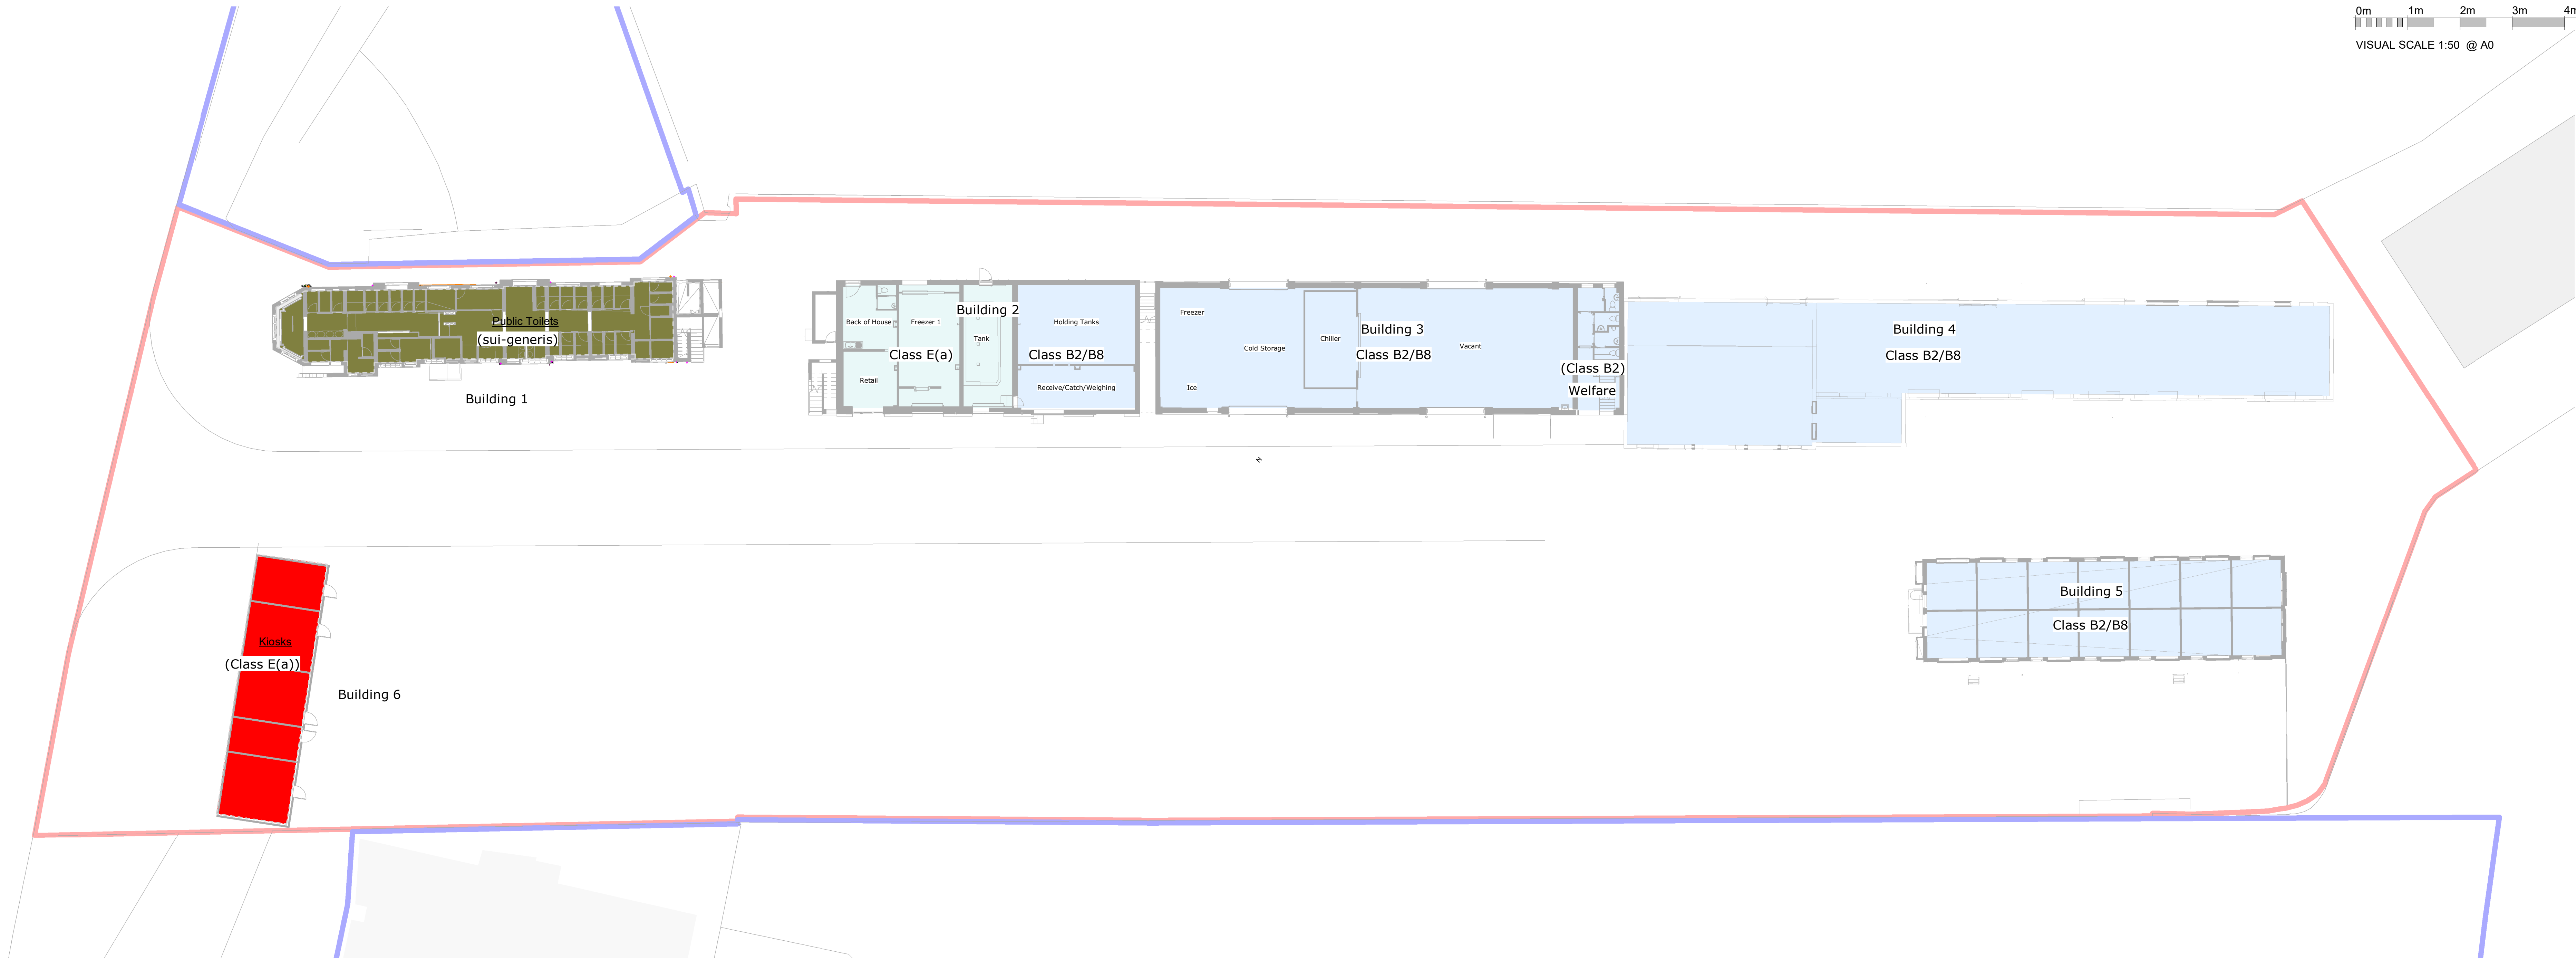 0m 1m 2m 3m 4m
VISUAL SCALE 1:50 @ A0
Public Toilets
(sui-generis)
Building 1
Back of House
Freezer 1
Retail
Class E(a)
Building 2
Tank
Holding Tanks
Class B2/B8
Receive/Catch/Weighing
Freezer
Cold Storage
Ice
Chiller
Building 3
Class B2/B8
Vacant
(Class B2)
Welfare
Building 4
Class B2/B8
N
Building 5
Class B2/B8
Kiosks
(Class E(a))
Building 6